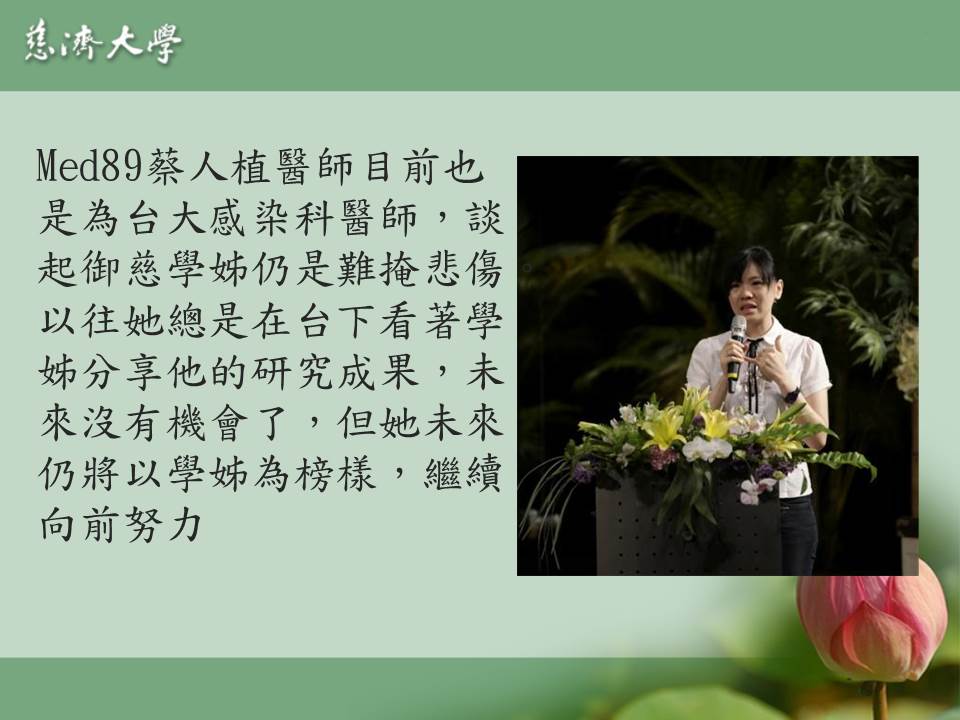 慈濟大學
Med89蔡人植醫師目前也
是為台大感染科醫師，談
起御慈學姊仍是難掩悲傷。
以往她總是在台下看著學
姊分享他的研究成果，未
來沒有機會了，但她未來
仍將以學姊為榜樣，繼續
向前努力